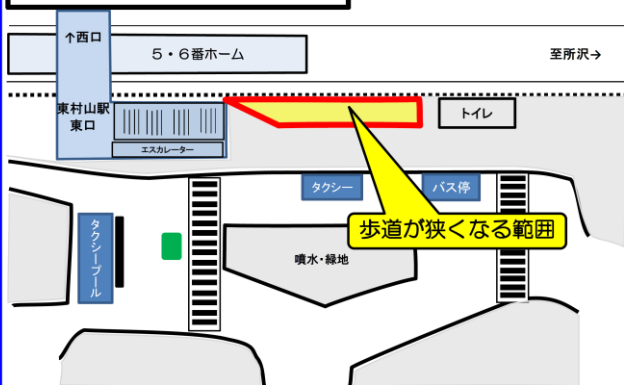 ↑西口
5・6番ホーム
至所沢→
東村山駅
東口
トイレ
エスカレーター
タクシー
バス停
歩道が狭くなる範囲
タクシープール
噴水・緑地